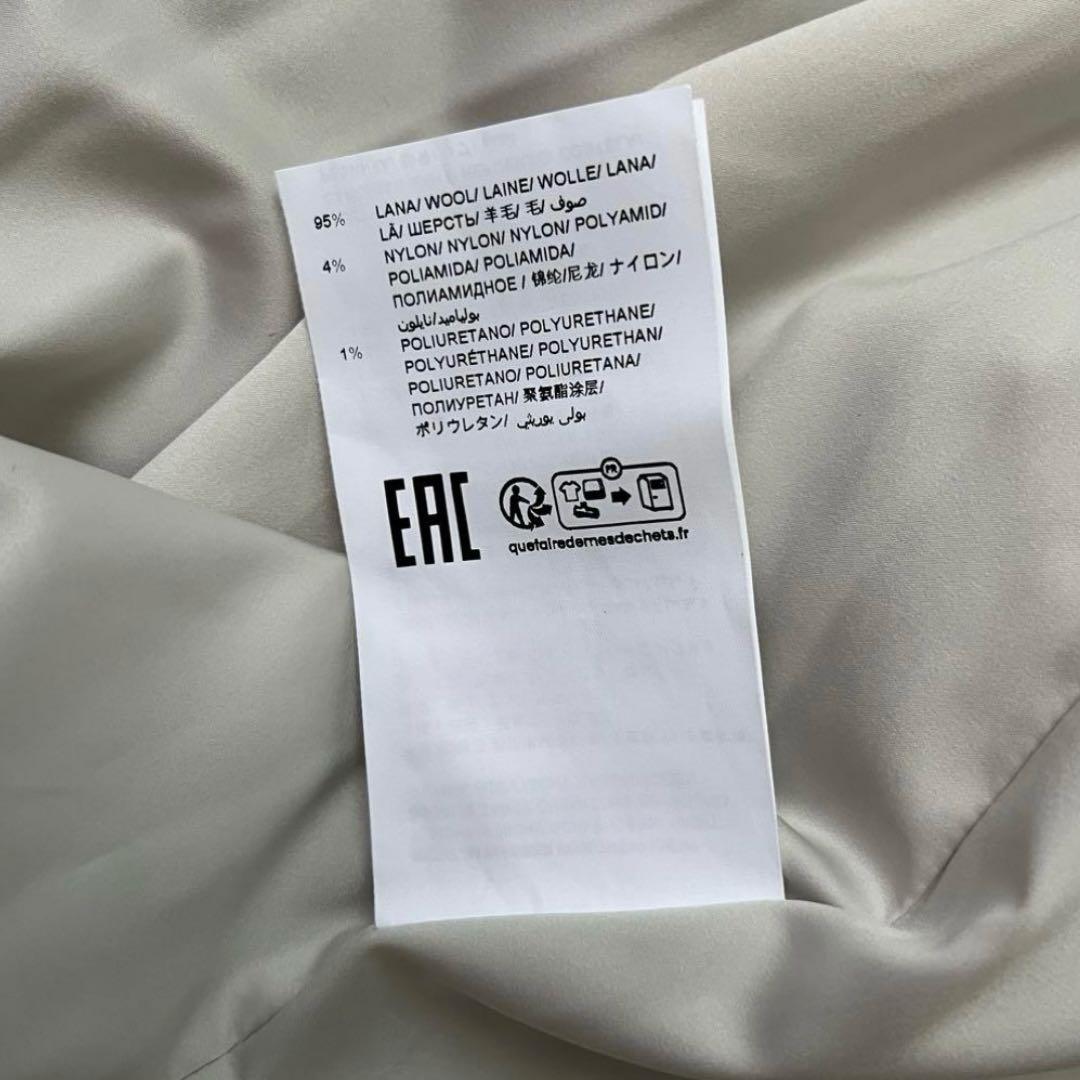 95% LANA/ WOOL/ LAINE/ WOLLE/ LANA/
LÃ/ ШЕРСТЬ/ 羊毛/ 毛/ صوف
4% NYLON/ NYLON/ NYLON/ POLYAMID/
POLIAMIDA/ POLIAMIDA/
ПОЛИАМИДНОЕ / 锦纶/尼龙/ ナイロン/
بولياميد/نايلون
1% POLIURETANO/ POLYURETHANE/
POLYURÉTHANE/ POLYURETHAN/
POLIURETANO/ POLIURETANA/
ПОЛИУРЕТАН/ 聚氨酯涂层/
ポリウレタン/ بولى يوريثي
EAC
FR
quefairedemesdechets.fr